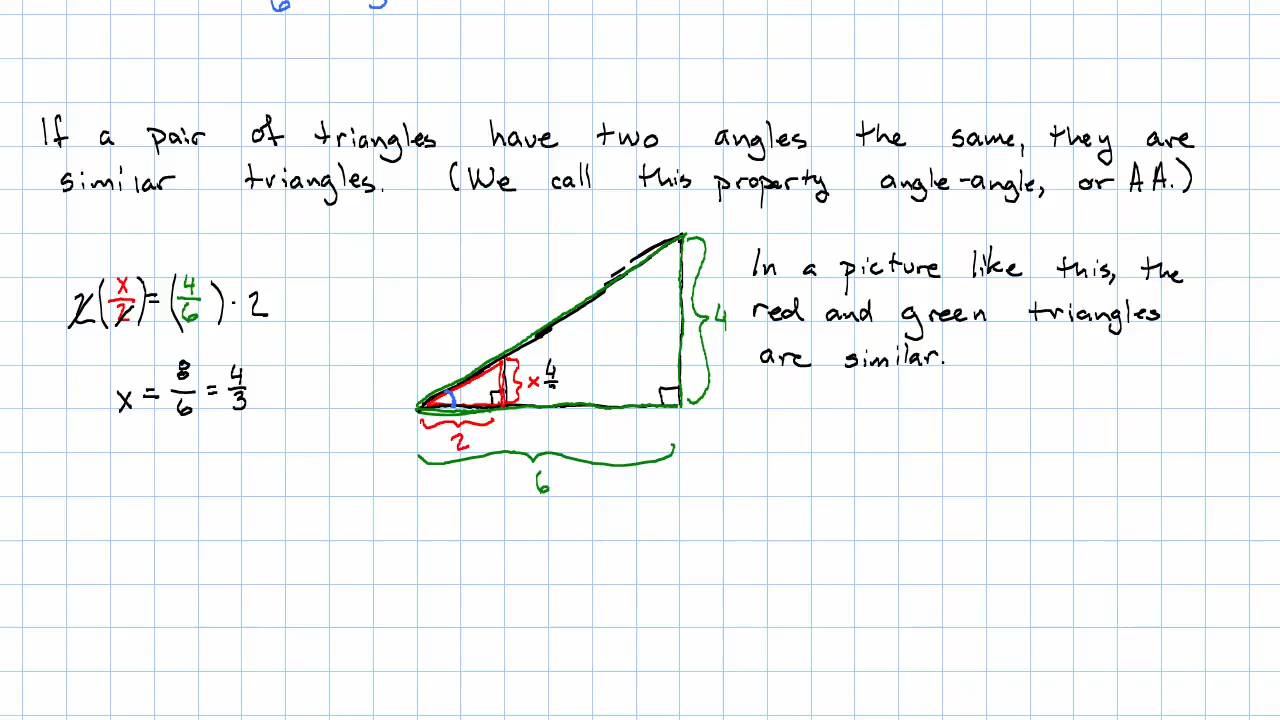 6 3
If a pair of triangles have two angles the same, they are
similar triangles. (We call this property angle-angle, or AA.)
In a picture like this, the
red and green triangles
are similar.
2(x/2) = (4/6) · 2
x = 8/6 = 4/3
4
x 4/
2
6